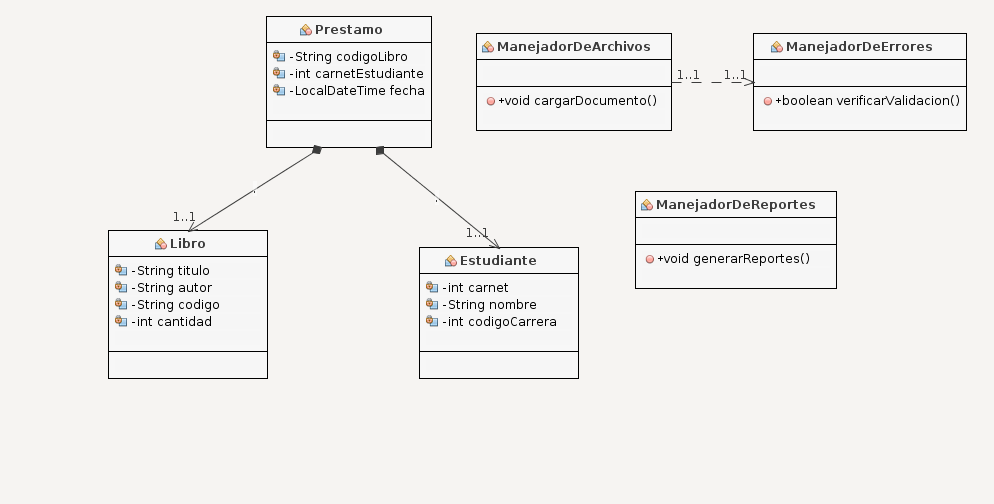 Prestamo
-String codigoLibro
-int carnetEstudiante
-LocalDateTime fecha
ManejadorDeArchivos
+void cargarDocumento()
1..1
1..1
ManejadorDeErrores
+boolean verificarValidacion()
ManejadorDeReportes
+void generarReportes()
1..1
Libro
-String titulo
-String autor
-String codigo
-int cantidad
1..1
Estudiante
-int carnet
-String nombre
-int codigoCarrera